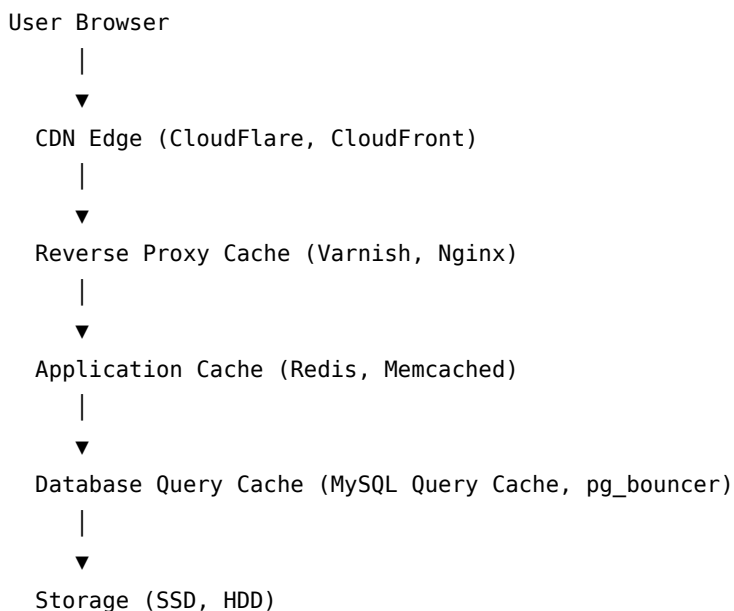 User Browser
│
▼
CDN Edge (CloudFlare, CloudFront)
│
▼
Reverse Proxy Cache (Varnish, Nginx)
│
▼
Application Cache (Redis, Memcached)
│
▼
Database Query Cache (MySQL Query Cache, pg_bouncer)
│
▼
Storage (SSD, HDD)